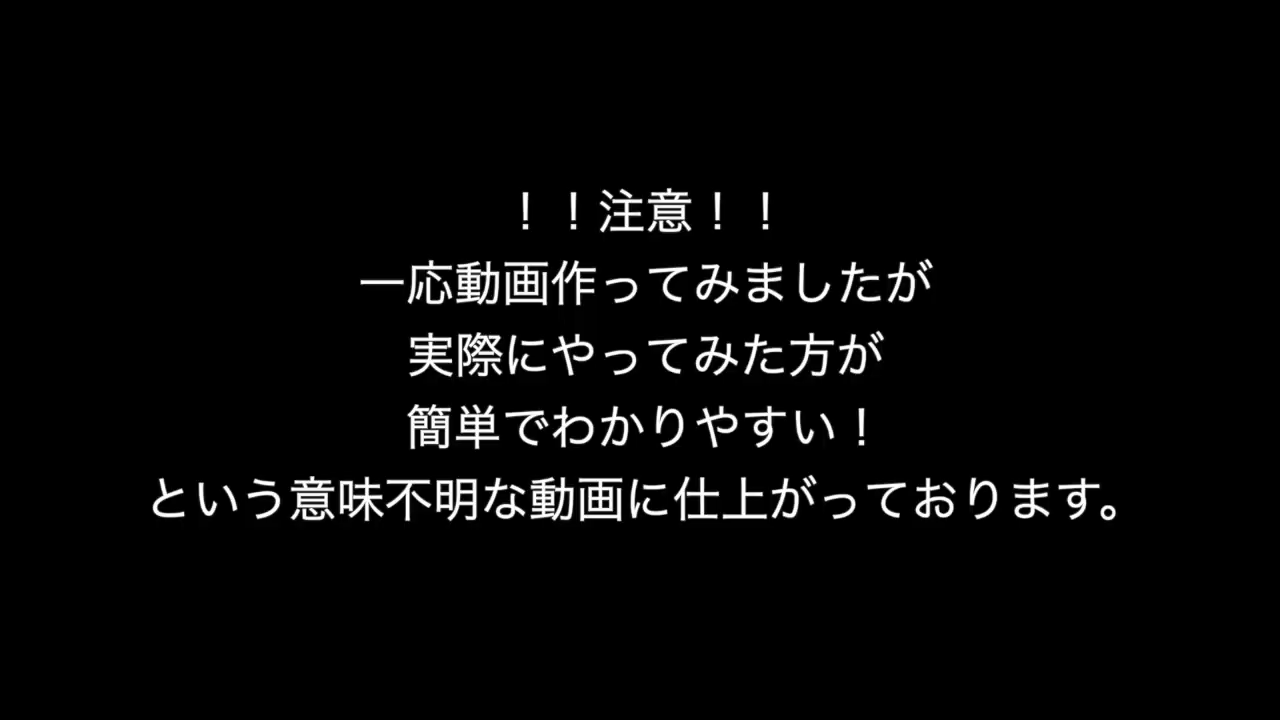 ！！注意！！
一応動画作ってみましたが
実際にやってみた方が
簡単でわかりやすい！
という意味不明な動画に仕上がっております。